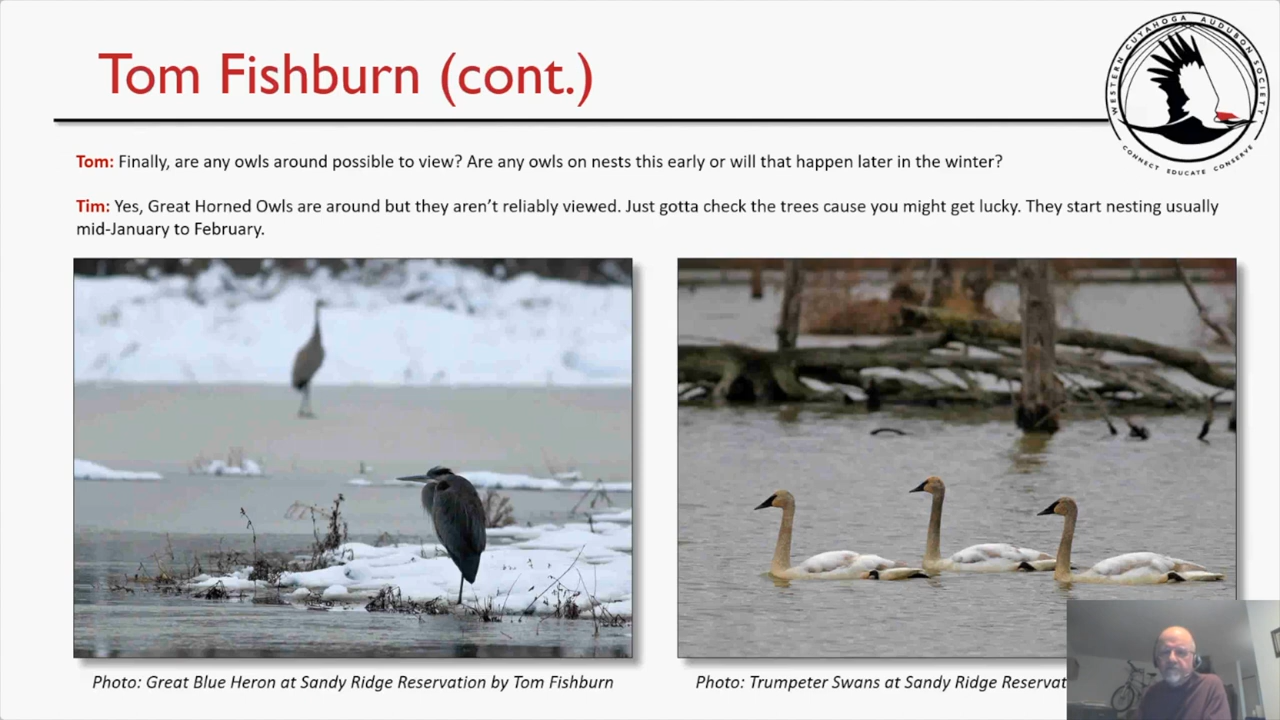 Tom Fishburn (cont.)
WESTERN CUYAHOGA AUDUBON SOCIETY
CONNECT EDUCATE CONSERVE
Tom: Finally, are any owls around possible to view? Are any owls on nests this early or will that happen later in the winter?
Tim: Yes, Great Horned Owls are around but they aren't reliably viewed. Just gotta check the trees cause you might get lucky. They start nesting usually
mid-January to February.
Photo: Great Blue Heron at Sandy Ridge Reservation by Tom Fishburn
Photo: Trumpeter Swans at Sandy Ridge Reservat